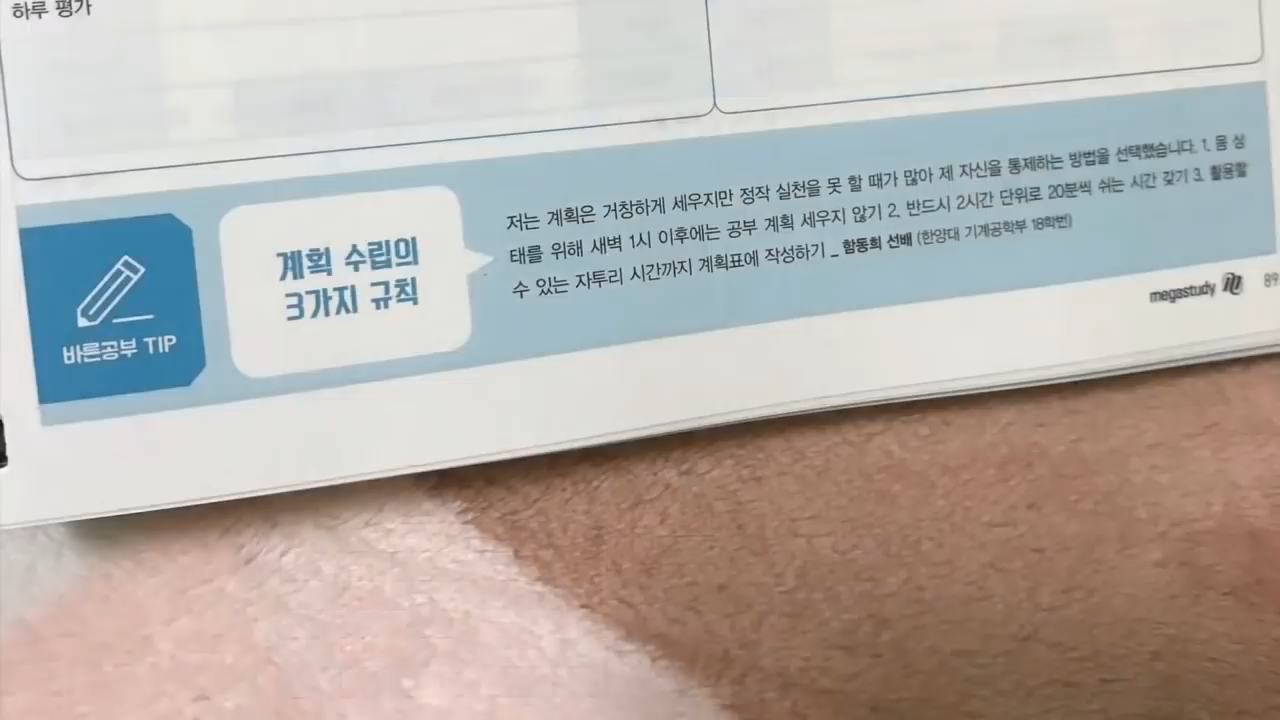 하루 평가
바른공부 TIP
계획 수립의
3가지 규칙
저는 계획은 거창하게 세우지만 정작 실천을 못 할 때가 많아 제 자신을 통제하는 방법을 선택했습니다. 1. 몸 상
태를 위해 새벽 1시 이후에는 공부 계획 세우지 않기 2. 반드시 2시간 단위로 20분씩 쉬는 시간 갖기 3. 활용할
수 있는 자투리 시간까지 계획표에 작성하기 _ 함동희 선배 (한양대 기계공학부 18학번)
megastudy
89